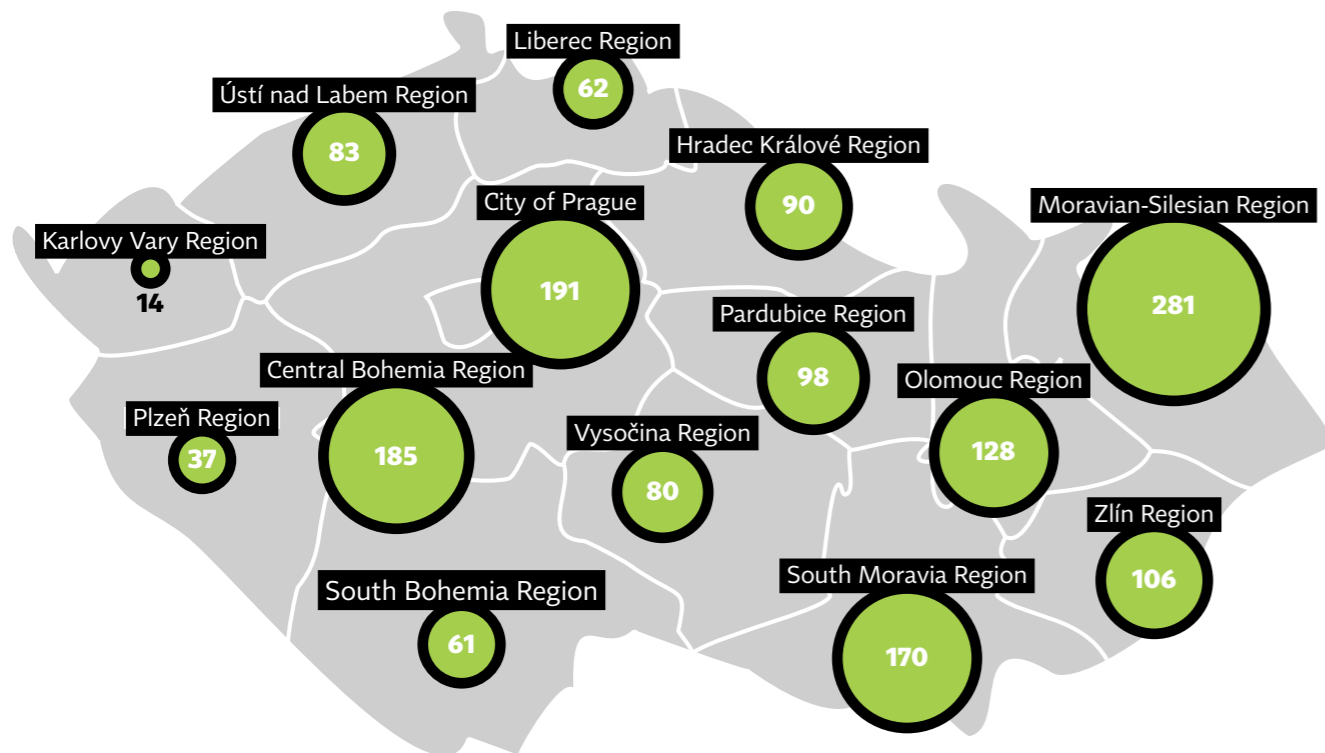 Liberec Region
62
Ústí nad Labem Region
83
Hradec Králové Region
90
City of Prague
191
Moravian-Silesian Region
281
Karlovy Vary Region
14
Pardubice Region
98
Central Bohemia Region
185
Olomouc Region
128
Plzeň Region
37
Vysočina Region
80
Zlín Region
106
South Moravia Region
170
South Bohemia Region
61